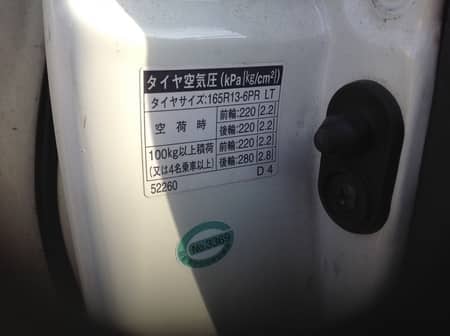 タイヤ空気圧(kPa[kg/cm²])
タイヤサイズ:165R13-6PR LT
空荷時 前輪:220 2.2
後輪:220 2.2
100kg以上積荷 前輪:220 2.2
(又は4名乗車以上) 後輪:280 2.8
52260 D4
No.3369